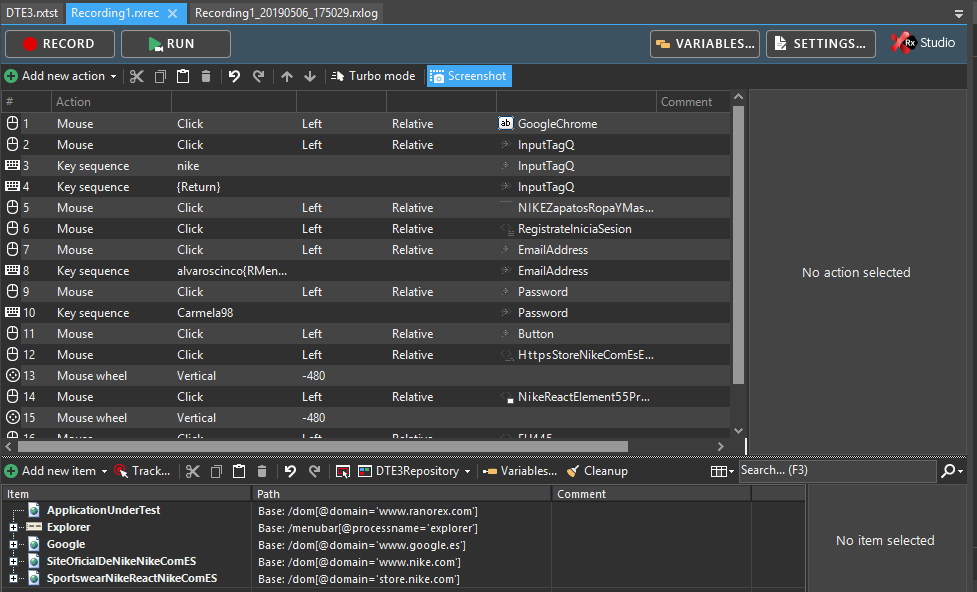 DTE3.rxtst Recording1.rxrec Recording1_20190506_175029.rxlog
RECORD RUN VARIABLES... SETTINGS... Rx Studio
Add new action Turbo mode Screenshot
# Action Comment
1 Mouse Click Left Relative ab GoogleChrome
2 Mouse Click Left Relative InputTagQ
3 Key sequence nike InputTagQ
4 Key sequence {Return} InputTagQ
5 Mouse Click Left Relative NIKEZapatosRopaYMas...
6 Mouse Click Left Relative RegistrateIniciaSesion
7 Mouse Click Left Relative EmailAddress
8 Key sequence alvaroscinco{RMen... EmailAddress
9 Mouse Click Left Relative Password
10 Key sequence Carmela98 Password
11 Mouse Click Left Relative Button
12 Mouse Click Left Relative HttpsStoreNikeComEsE...
13 Mouse wheel Vertical -480
14 Mouse Click Left Relative NikeReactElement55Pr...
15 Mouse wheel Vertical -480
16 Mouse Click Left Relative
No action selected
Add new item Track... DTE3Repository Variables... Cleanup Search... (F3)
Item Path Comment
ApplicationUnderTest Base: /dom[@domain='www.ranorex.com']
Explorer Base: /menubar[@processname='explorer']
Google Base: /dom[@domain='www.google.es']
SiteOficialDeNikeNikeComES Base: /dom[@domain='www.nike.com']
SportswearNikeReactNikeComES Base: /dom[@domain='store.nike.com']
No item selected